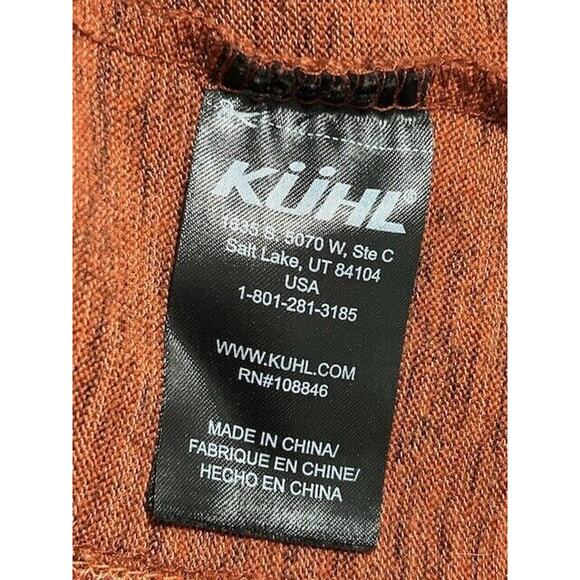 KÜHL®
1635 S. 5070 W, Ste C
Salt Lake, UT 84104
USA
1-801-281-3185
WWW.KUHL.COM
RN#108846
MADE IN CHINA/
FABRIQUE EN CHINE/
HECHO EN CHINA